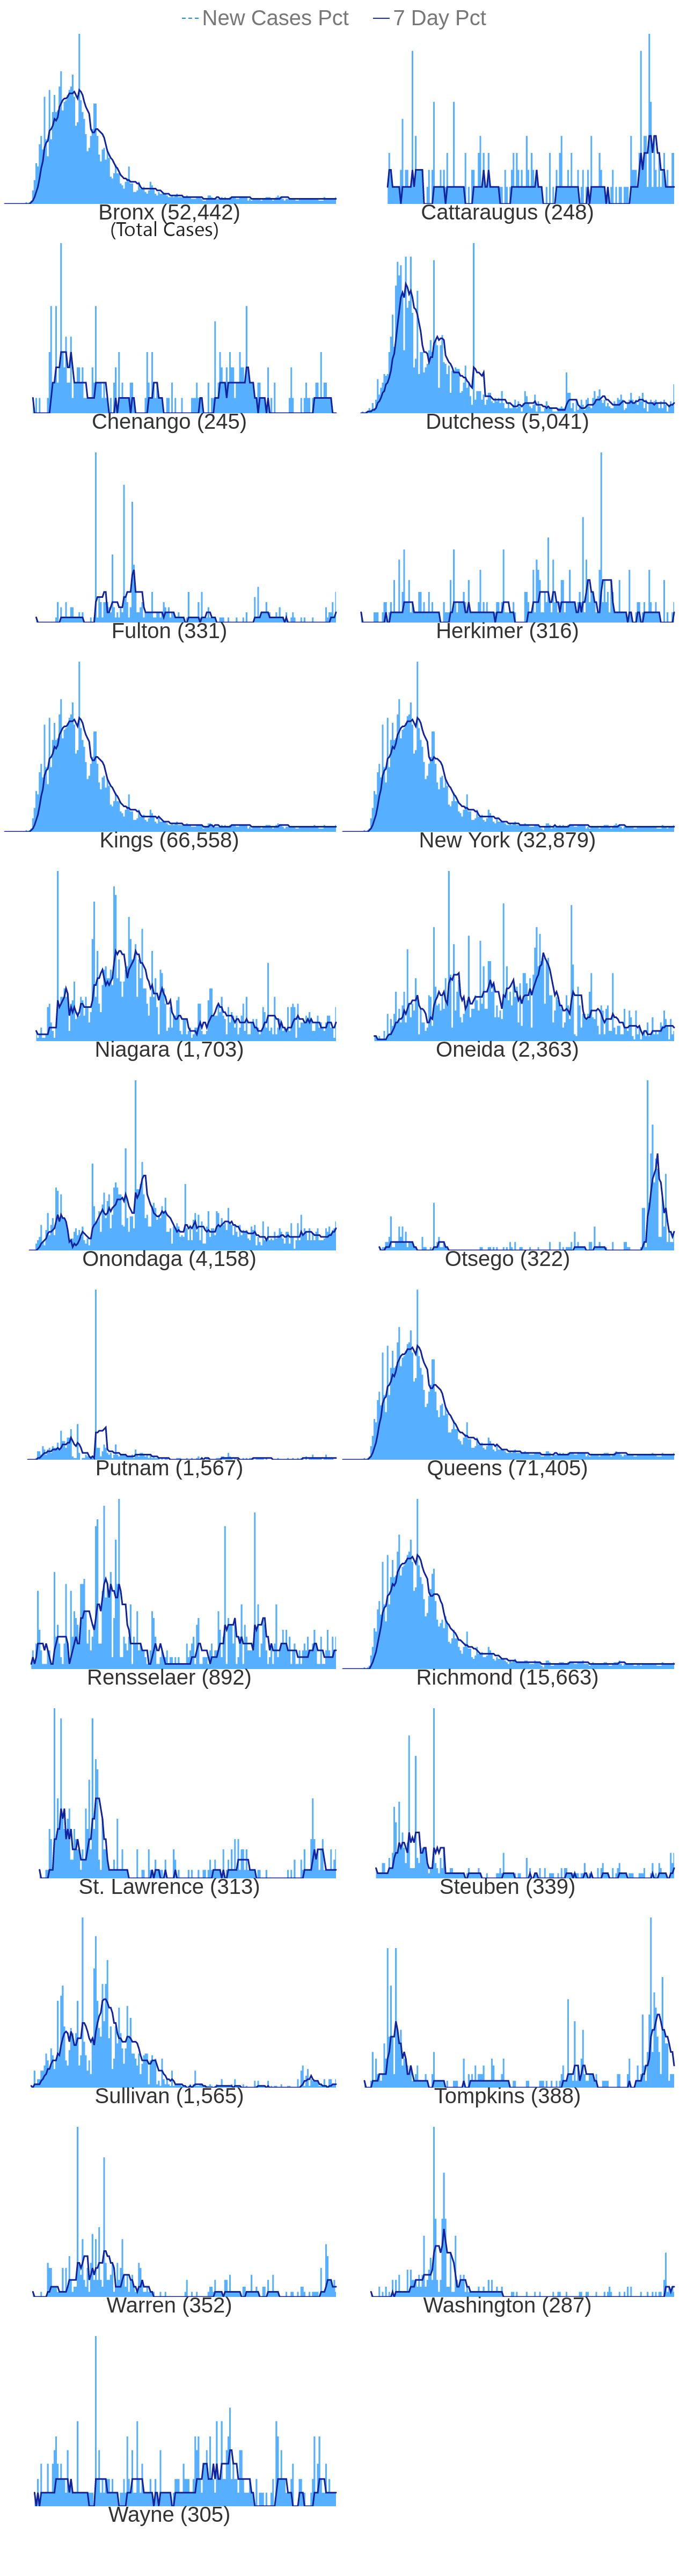 New Cases Pct 7 Day Pct
Bronx (52,442) Cattaraugus (248)
(Total Cases)
Chenango (245) Dutchess (5,041)
Fulton (331) Herkimer (316)
Kings (66,558) New York (32,879)
Niagara (1,703) Oneida (2,363)
Onondaga (4,158) Otsego (322)
Putnam (1,567) Queens (71,405)
Rensselaer (892) Richmond (15,663)
St. Lawrence (313) Steuben (339)
Sullivan (1,565) Tompkins (388)
Warren (352) Washington (287)
Wayne (305)